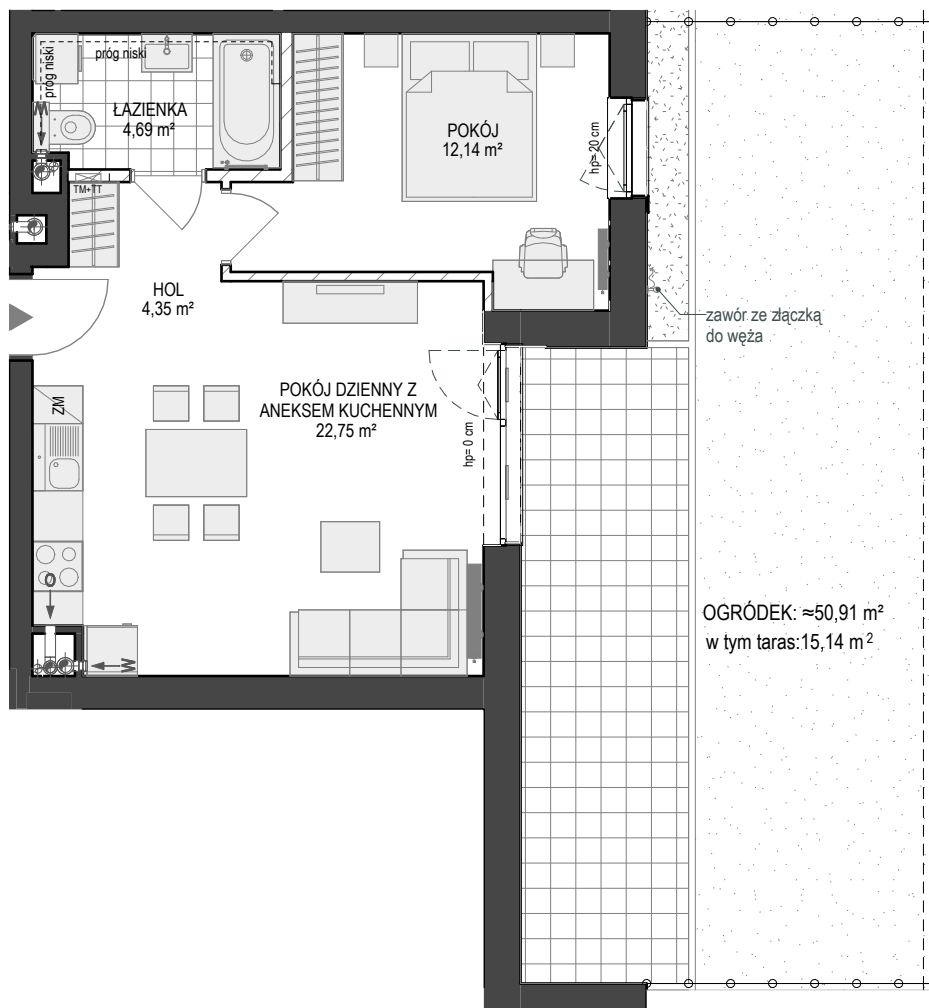 próg niski
próg niski
W
ŁAZIENKA
4,69 m²
POKÓJ
12,14 m²
hp= 20 cm
TM+TT
HOL
4,35 m²
zawór ze złączką
do węża
POKÓJ DZIENNY Z
ANEKSEM KUCHENNYM
22,75 m²
ZM
hp= 0 cm
O
W
OGRÓDEK: ≈50,91 m²
w tym taras:15,14 m²